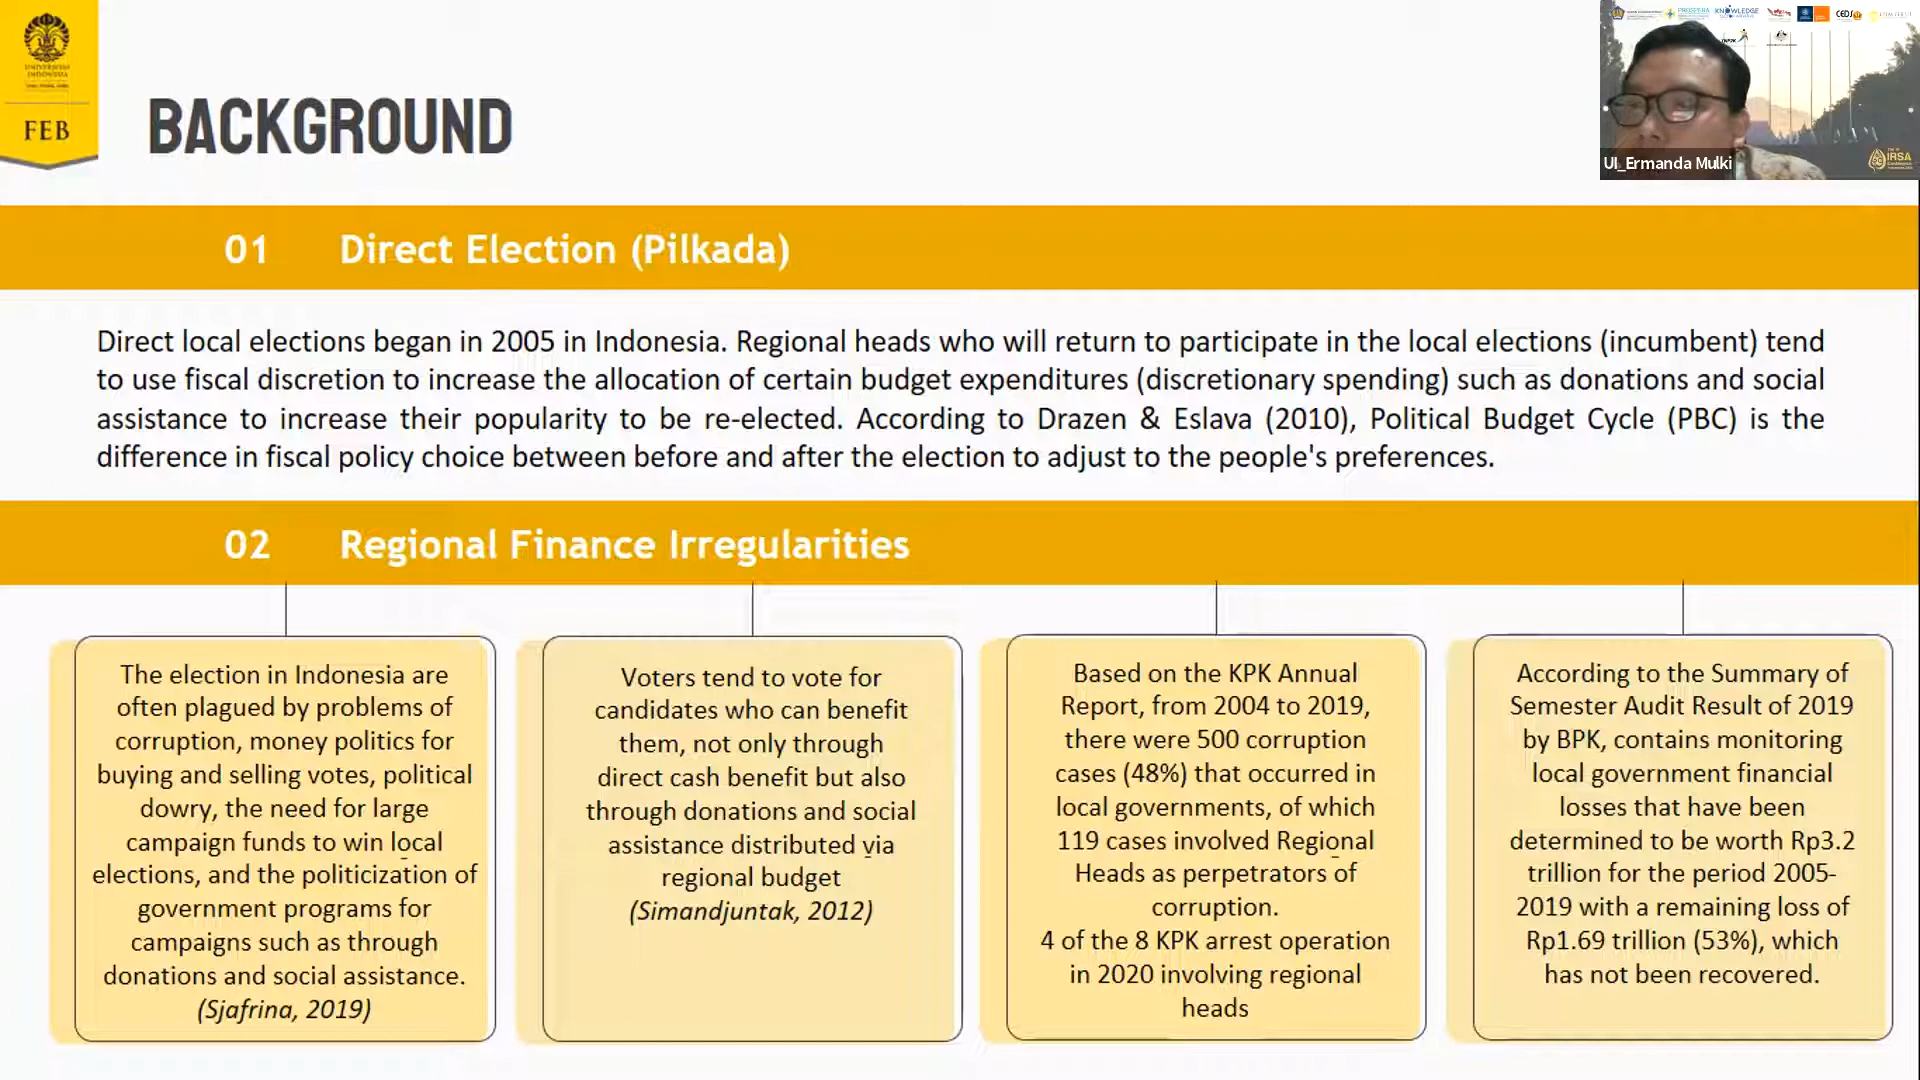 UNIVERSITAS
INDONESIA
FEB
BACKGROUND
PROSPERA
KNOWLEDGE
CEDS
IRSA
UI_Ermanda Mulki
01 Direct Election (Pilkada)
Direct local elections began in 2005 in Indonesia. Regional heads who will return to participate in the local elections (incumbent) tend
to use fiscal discretion to increase the allocation of certain budget expenditures (discretionary spending) such as donations and social
assistance to increase their popularity to be re-elected. According to Drazen & Eslava (2010), Political Budget Cycle (PBC) is the
difference in fiscal policy choice between before and after the election to adjust to the people's preferences.
02 Regional Finance Irregularities
The election in Indonesia are
often plagued by problems of
corruption, money politics for
buying and selling votes, political
dowry, the need for large
campaign funds to win local
elections, and the politicization of
government programs for
campaigns such as through
donations and social assistance.
(Sjafrina, 2019)
Voters tend to vote for
candidates who can benefit
them, not only through
direct cash benefit but also
through donations and social
assistance distributed via
regional budget
(Simandjuntak, 2012)
Based on the KPK Annual
Report, from 2004 to 2019,
there were 500 corruption
cases (48%) that occurred in
local governments, of which
119 cases involved Regional
Heads as perpetrators of
corruption.
4 of the 8 KPK arrest operation
in 2020 involving regional
heads
According to the Summary of
Semester Audit Result of 2019
by BPK, contains monitoring
local government financial
losses that have been
determined to be worth Rp3.2
trillion for the period 2005-
2019 with a remaining loss of
Rp1.69 trillion (53%), which
has not been recovered.